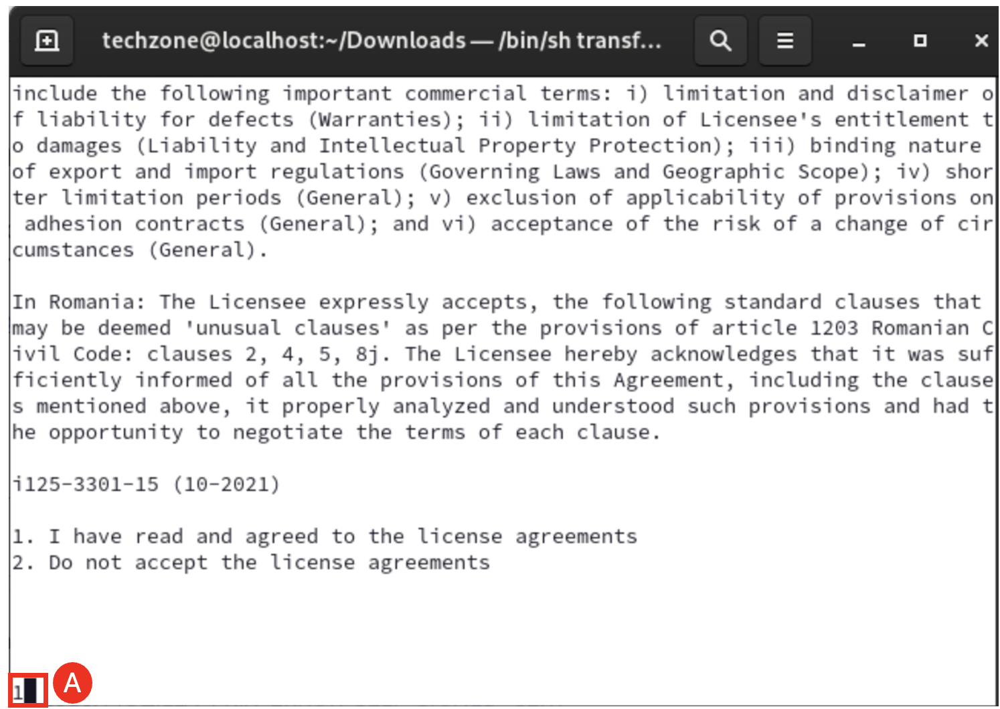 techzone@localhost:~/Downloads — /bin/sh transf...
include the following important commercial terms: i) limitation and disclaimer o
f liability for defects (Warranties); ii) limitation of Licensee's entitlement t
o damages (Liability and Intellectual Property Protection); iii) binding nature
of export and import regulations (Governing Laws and Geographic Scope); iv) shor
ter limitation periods (General); v) exclusion of applicability of provisions on
 adhesion contracts (General); and vi) acceptance of the risk of a change of cir
cumstances (General).

In Romania: The Licensee expressly accepts, the following standard clauses that
may be deemed 'unusual clauses' as per the provisions of article 1203 Romanian C
ivil Code: clauses 2, 4, 5, 8j. The Licensee hereby acknowledges that it was suf
ficiently informed of all the provisions of this Agreement, including the clause
s mentioned above, it properly analyzed and understood such provisions and had t
he opportunity to negotiate the terms of each clause.

i125-3301-15 (10-2021)

1. I have read and agreed to the license agreements
2. Do not accept the license agreements

1
A